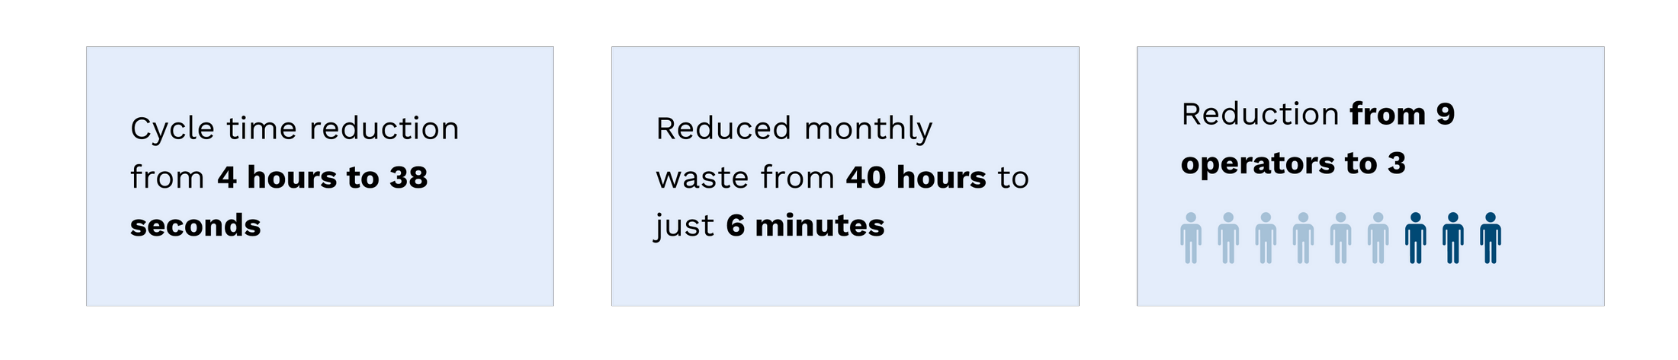 Cycle time reduction
from 4 hours to 38
seconds
Reduced monthly
waste from 40 hours to
just 6 minutes
Reduction from 9
operators to 3